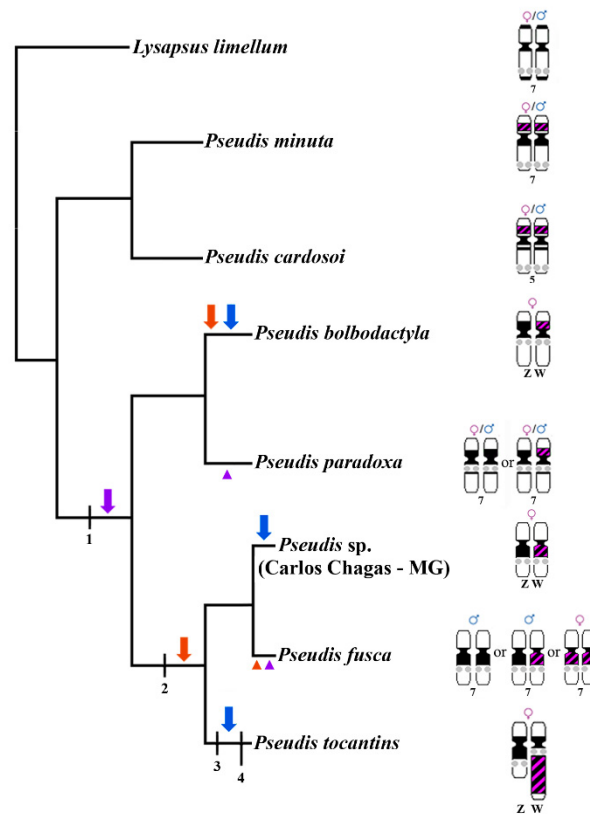 ♀/♂
Lysapsus limellum
7
♀/♂
Pseudis minuta
7
♀/♂
Pseudis cardosoi
5
♀
Pseudis bolbodactyla
Z W
♀/♂ ♀/♂
Pseudis paradoxa
or
7 7
1
♀
Pseudis sp.
(Carlos Chagas - MG)
Z W
♂ ♂ ♀
Pseudis fusca
or or
7 7 7
2
♀
Pseudis tocantins
3 4
Z W